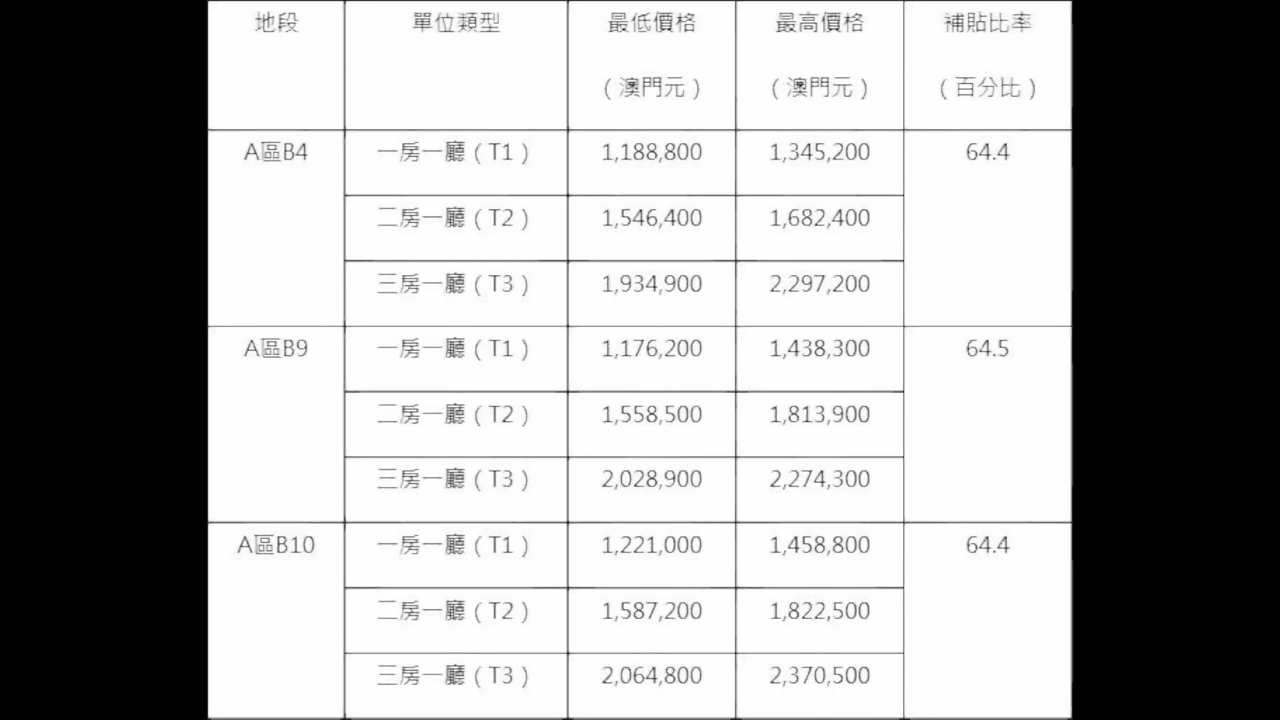 地段 單位類型 最低價格 最高價格 補貼比率
（澳門元） （澳門元） （百分比）
A區B4 一房一廳（T1） 1,188,800 1,345,200 64.4
二房一廳（T2） 1,546,400 1,682,400
三房一廳（T3） 1,934,900 2,297,200
A區B9 一房一廳（T1） 1,176,200 1,438,300 64.5
二房一廳（T2） 1,558,500 1,813,900
三房一廳（T3） 2,028,900 2,274,300
A區B10 一房一廳（T1） 1,221,000 1,458,800 64.4
二房一廳（T2） 1,587,200 1,822,500
三房一廳（T3） 2,064,800 2,370,500